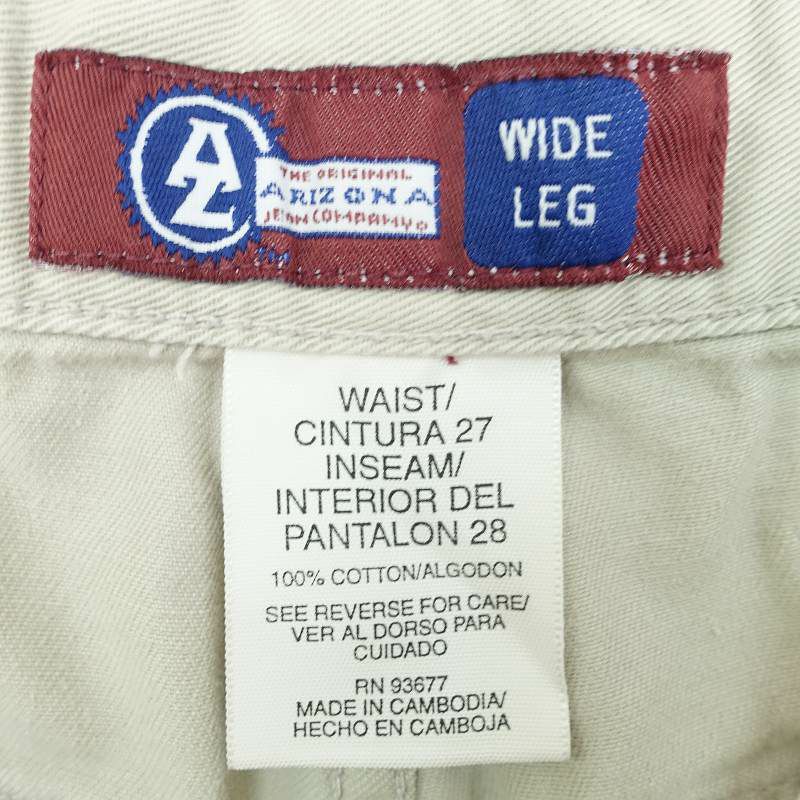 AZ
THE ORIGINAL
ARIZONA
JEAN COMPANY
TM
WIDE
LEG
WAIST/
CINTURA 27
INSEAM/
INTERIOR DEL
PANTALON 28
100% COTTON/ALGODON
SEE REVERSE FOR CARE/
VER AL DORSO PARA
CUIDADO
RN 93677
MADE IN CAMBODIA/
HECHO EN CAMBOJA